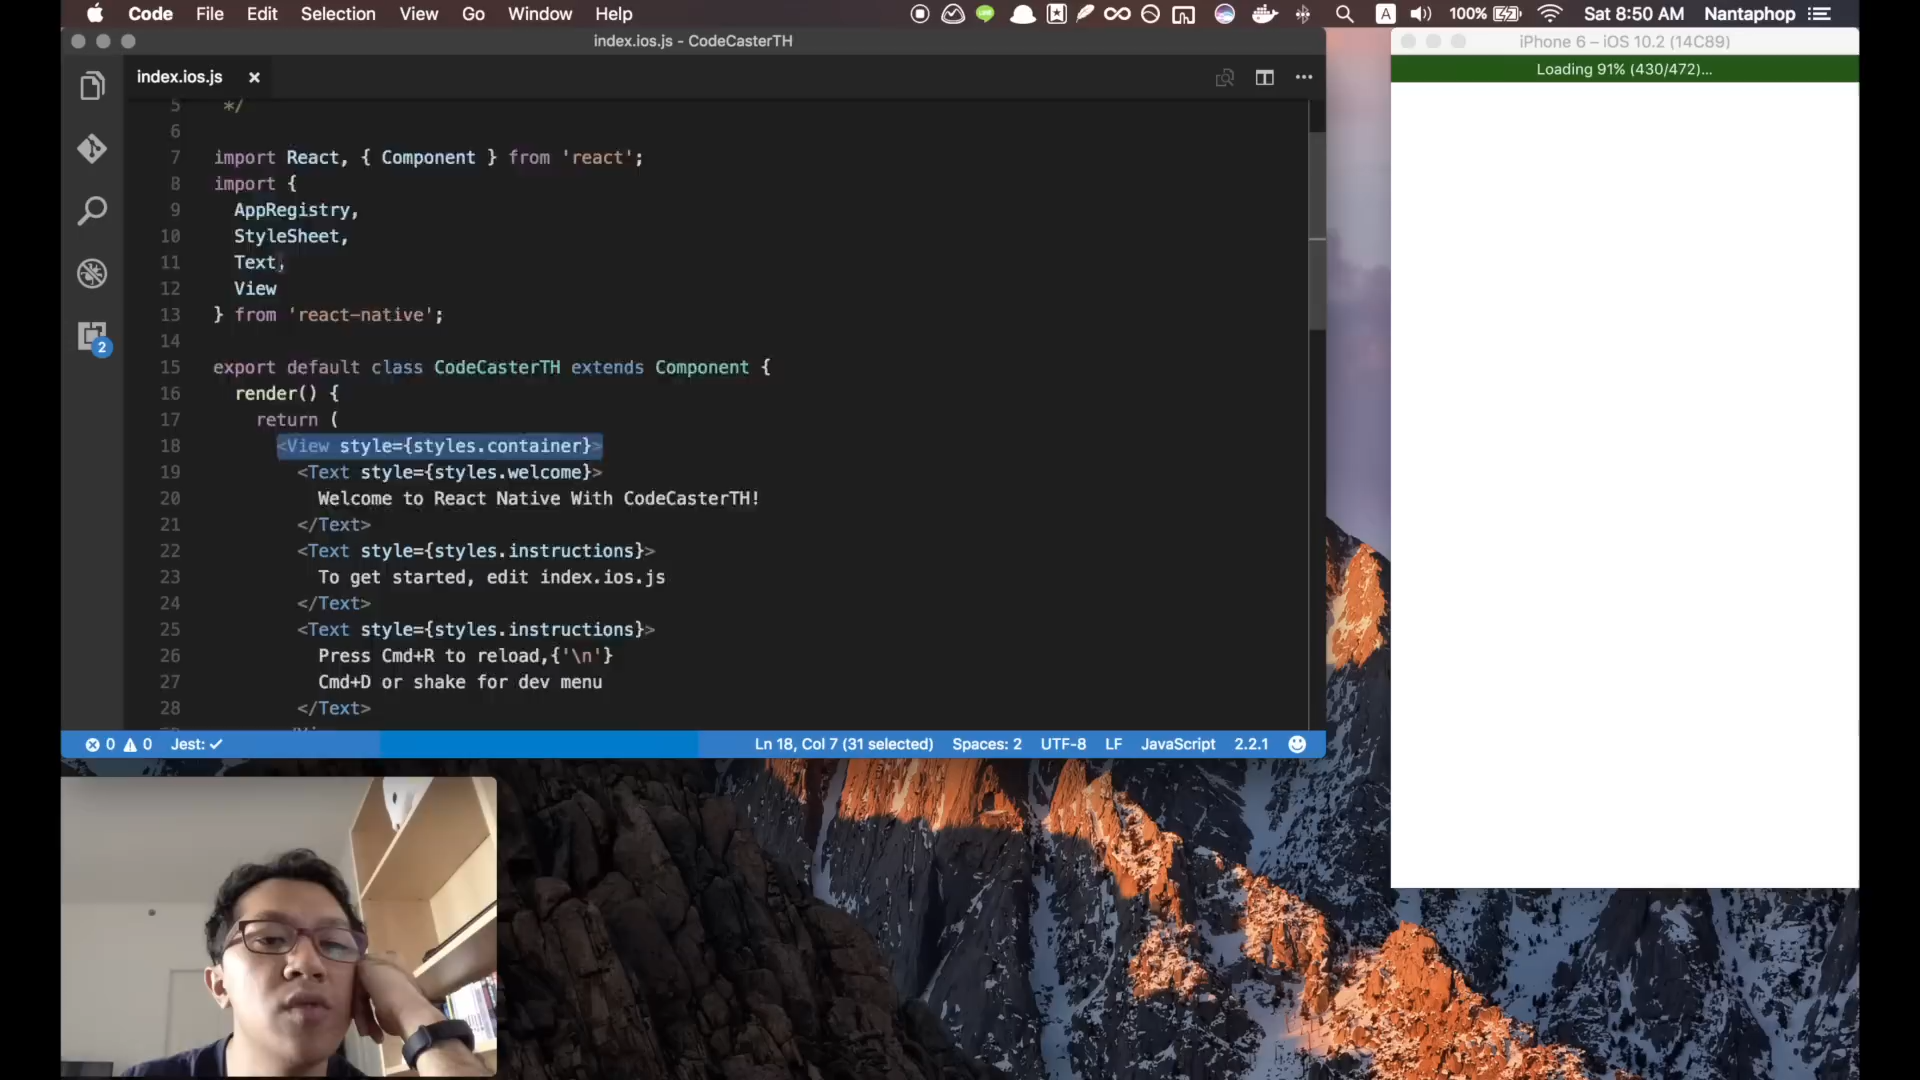 Code File Edit Selection View Go Window Help
A 100% Sat 8:50 AM Nantaphop
index.ios.js - CodeCasterTH
iPhone 6 – iOS 10.2 (14C89)
Loading 91% (430/472)...
index.ios.js
5 */
6
7 import React, { Component } from 'react';
8 import {
9 AppRegistry,
10 StyleSheet,
11 Text,
12 View
13 } from 'react-native';
14
15 export default class CodeCasterTH extends Component {
16 render() {
17 return (
18 <View style={styles.container}>
19 <Text style={styles.welcome}>
20 Welcome to React Native With CodeCasterTH!
21 </Text>
22 <Text style={styles.instructions}>
23 To get started, edit index.ios.js
24 </Text>
25 <Text style={styles.instructions}>
26 Press Cmd+R to reload,{'\n'}
27 Cmd+D or shake for dev menu
28 </Text>
2
0 0 Jest: Ln 18, Col 7 (31 selected) Spaces: 2 UTF-8 LF JavaScript 2.2.1